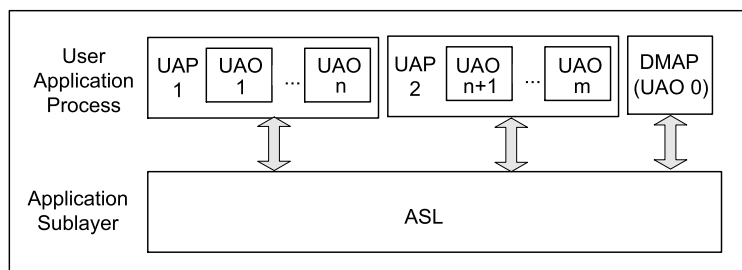 User
Application
Process
UAP
1
UAO
1
...
UAO
n
UAP
2
UAO
n+1
...
UAO
m
DMAP
(UAO 0)
Application
Sublayer
ASL